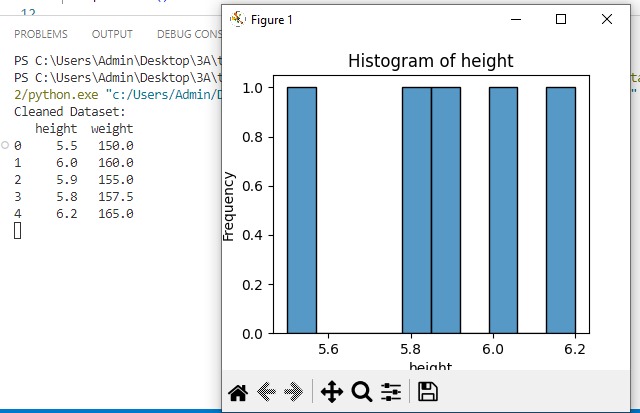 12
PROBLEMS OUTPUT DEBUG CONS
PS C:\Users\Admin\Desktop\3A\t
PS C:\Users\Admin\Desktop\3A\t
2/python.exe "c:/Users/Admin/D
Cleaned Dataset:
height weight
0 5.5 150.0
1 6.0 160.0
2 5.9 155.0
3 5.8 157.5
4 6.2 165.0
Figure 1
Histogram of height
Frequency
1.0
0.8
0.6
0.4
0.2
0.0
5.6 5.8 6.0 6.2
height